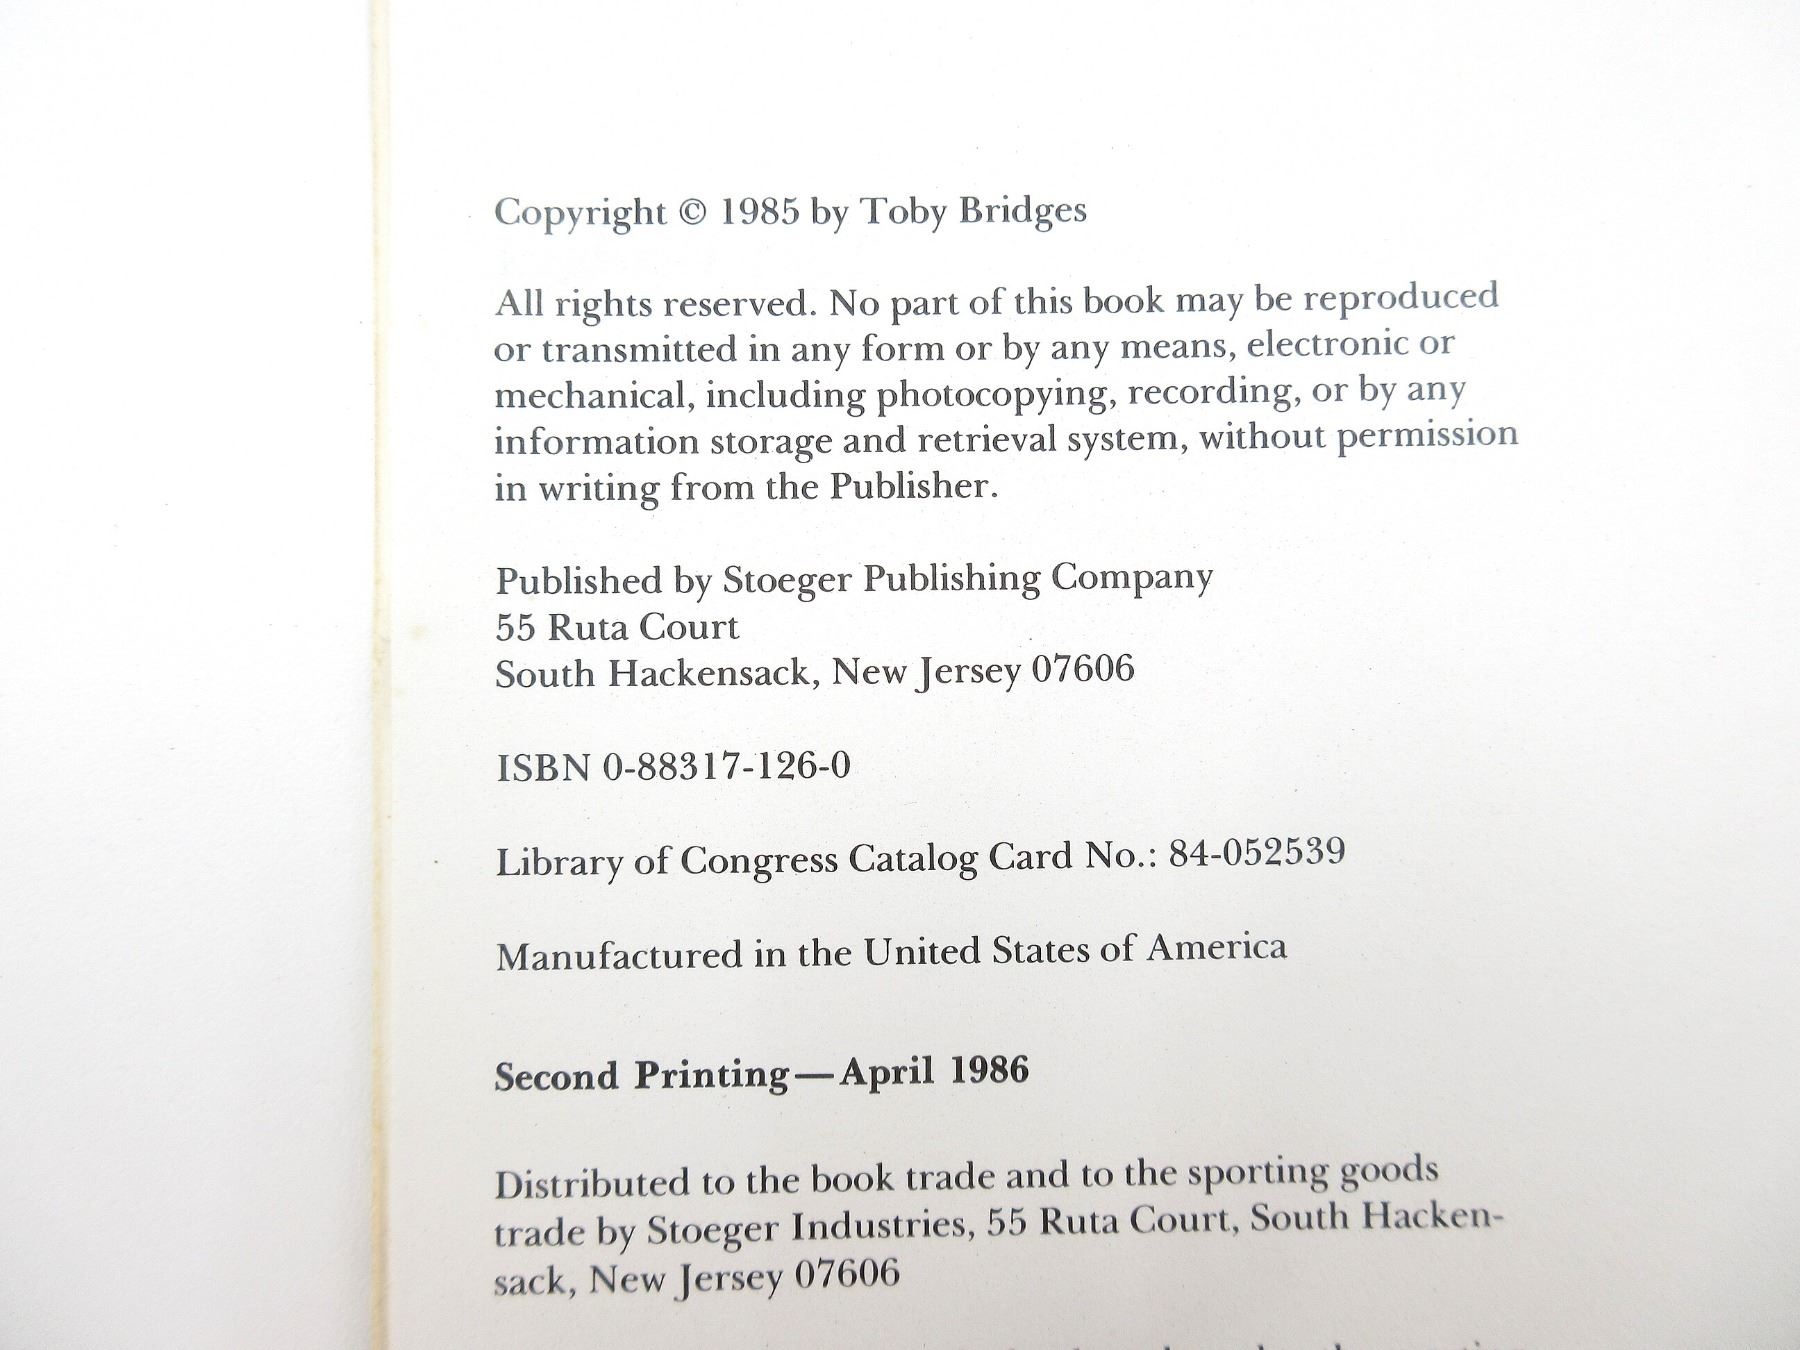 Copyright © 1985 by Toby Bridges
All rights reserved. No part of this book may be reproduced
or transmitted in any form or by any means, electronic or
mechanical, including photocopying, recording, or by any
information storage and retrieval system, without permission
in writing from the Publisher.
Published by Stoeger Publishing Company
55 Ruta Court
South Hackensack, New Jersey 07606
ISBN 0-88317-126-0
Library of Congress Catalog Card No.: 84-052539
Manufactured in the United States of America
Second Printing—April 1986
Distributed to the book trade and to the sporting goods
trade by Stoeger Industries, 55 Ruta Court, South Hacken-
sack, New Jersey 07606